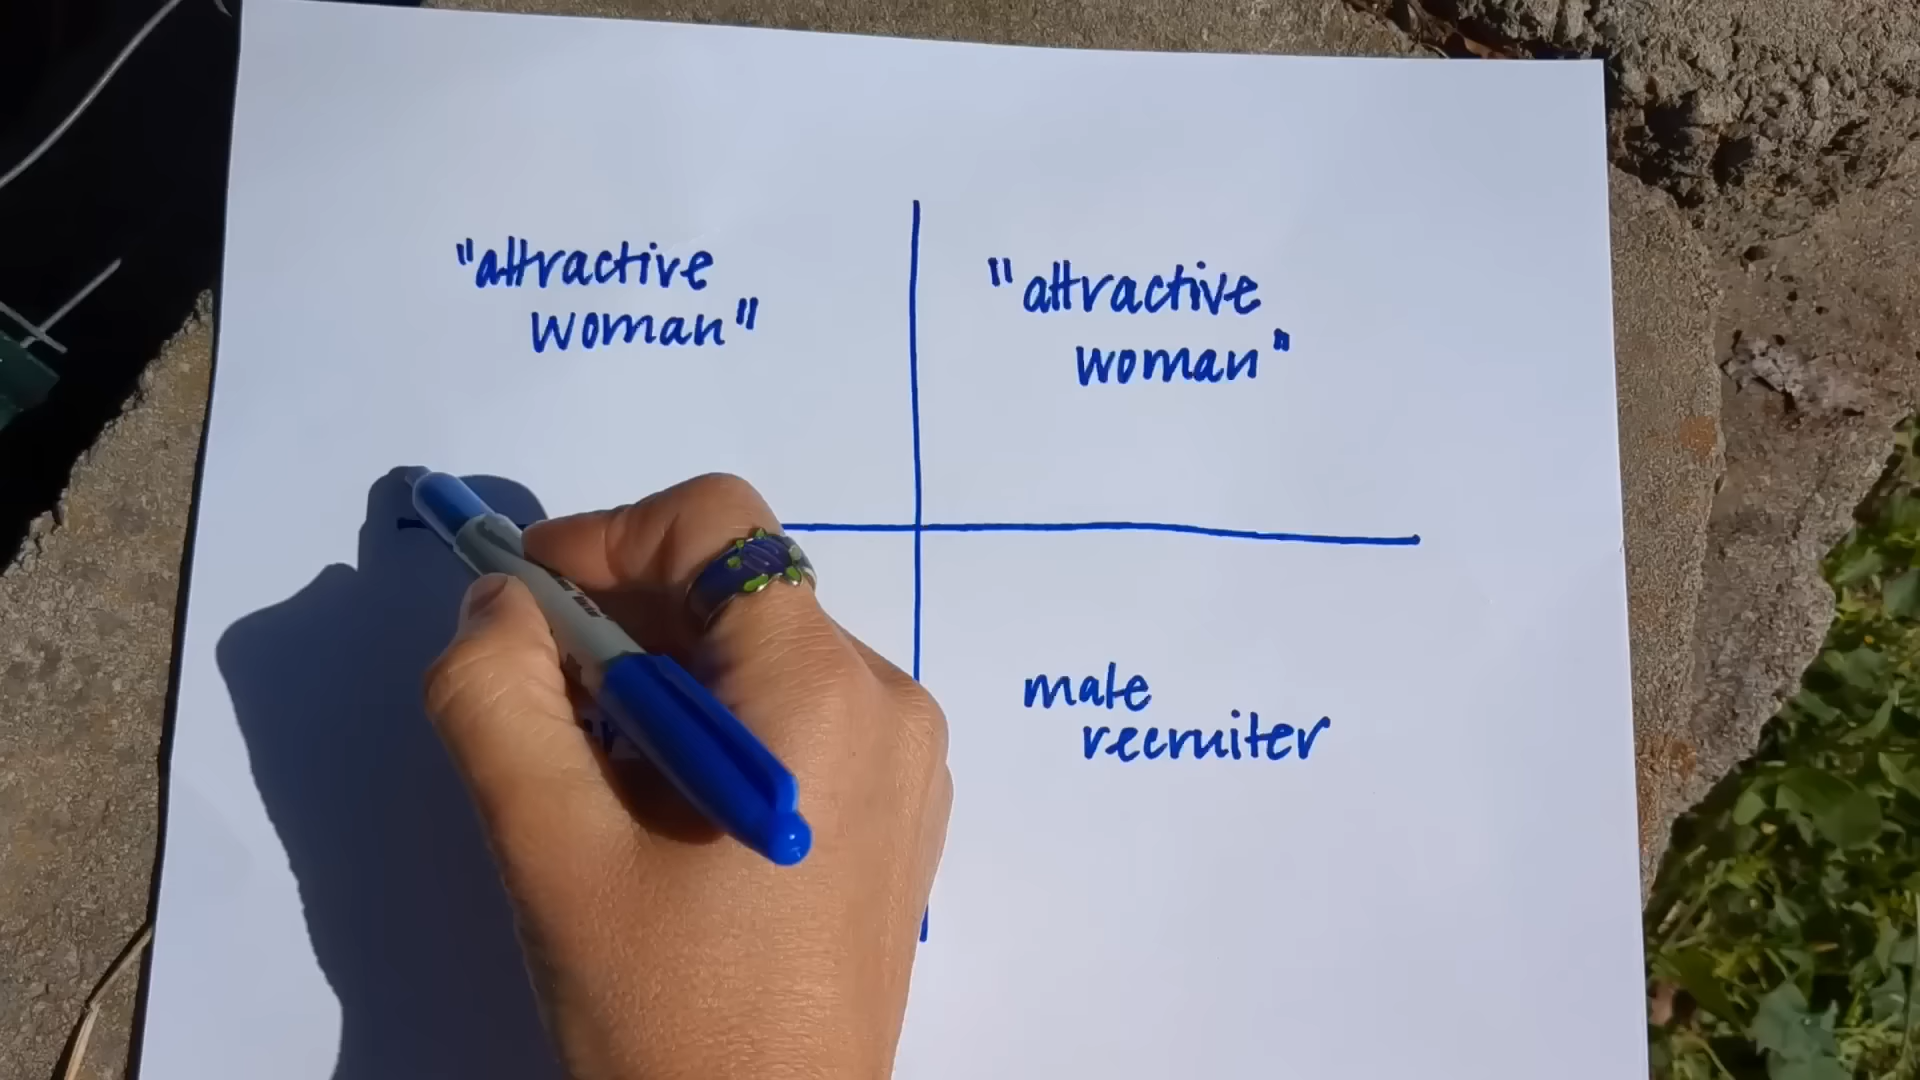 "attractive
woman"
"attractive
woman"
male
recruiter